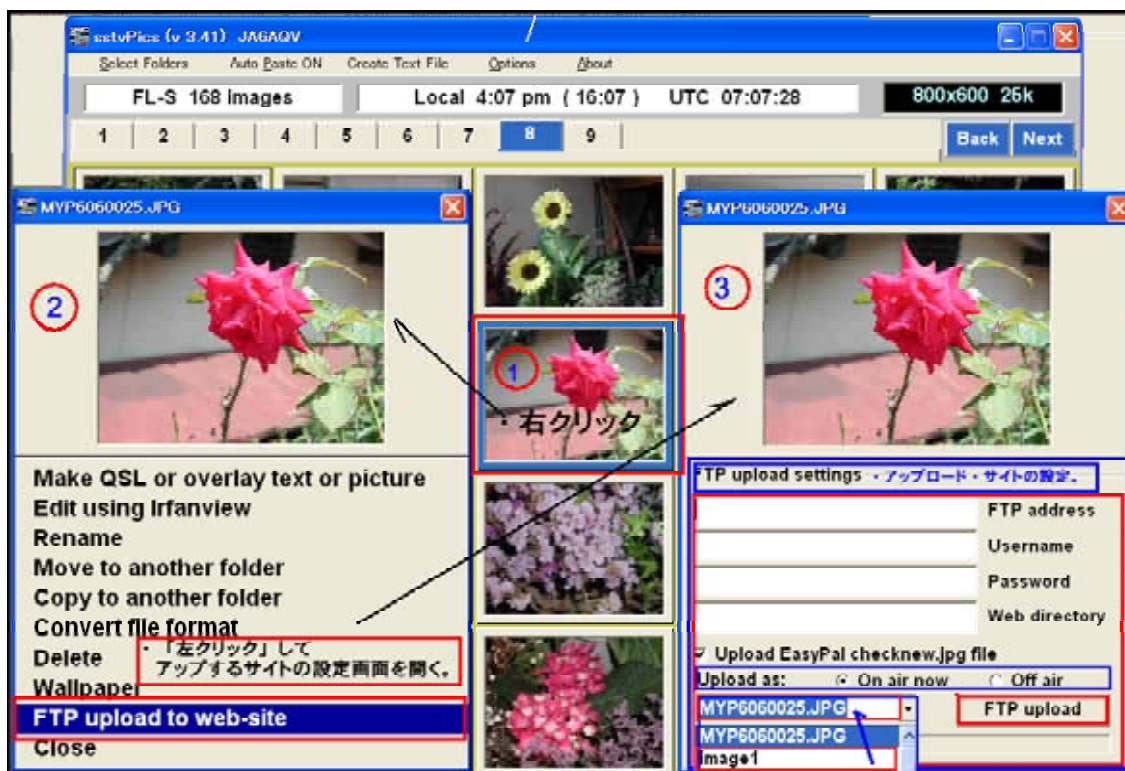 sstvPics (v 3.41) JA6AQV
Select Folders Auto Paste ON Create Text File Options About
FL-S 168 images Local 4:07 pm ( 16:07 ) UTC 07:07:28 800x600 26k
1 2 3 4 5 6 7 8 9 Back Next
MYP6060025.JPG
2
Make QSL or overlay text or picture
Edit using Irfanview
Rename
Move to another folder
Copy to another folder
Convert file format
Delete
・「左クリック」して
アップするサイトの設定画面を開く。
Wallpaper
FTP upload to web-site
Close
1
・右クリック
MYP6060025.JPG
3
FTP upload settings ・アップロード・サイトの設定。
FTP address
Username
Password
Web directory
Upload EasyPal checknew.jpg file
Upload as: On air now Off air
MYP6060025.JPG FTP upload
MYP6060025.JPG
image1